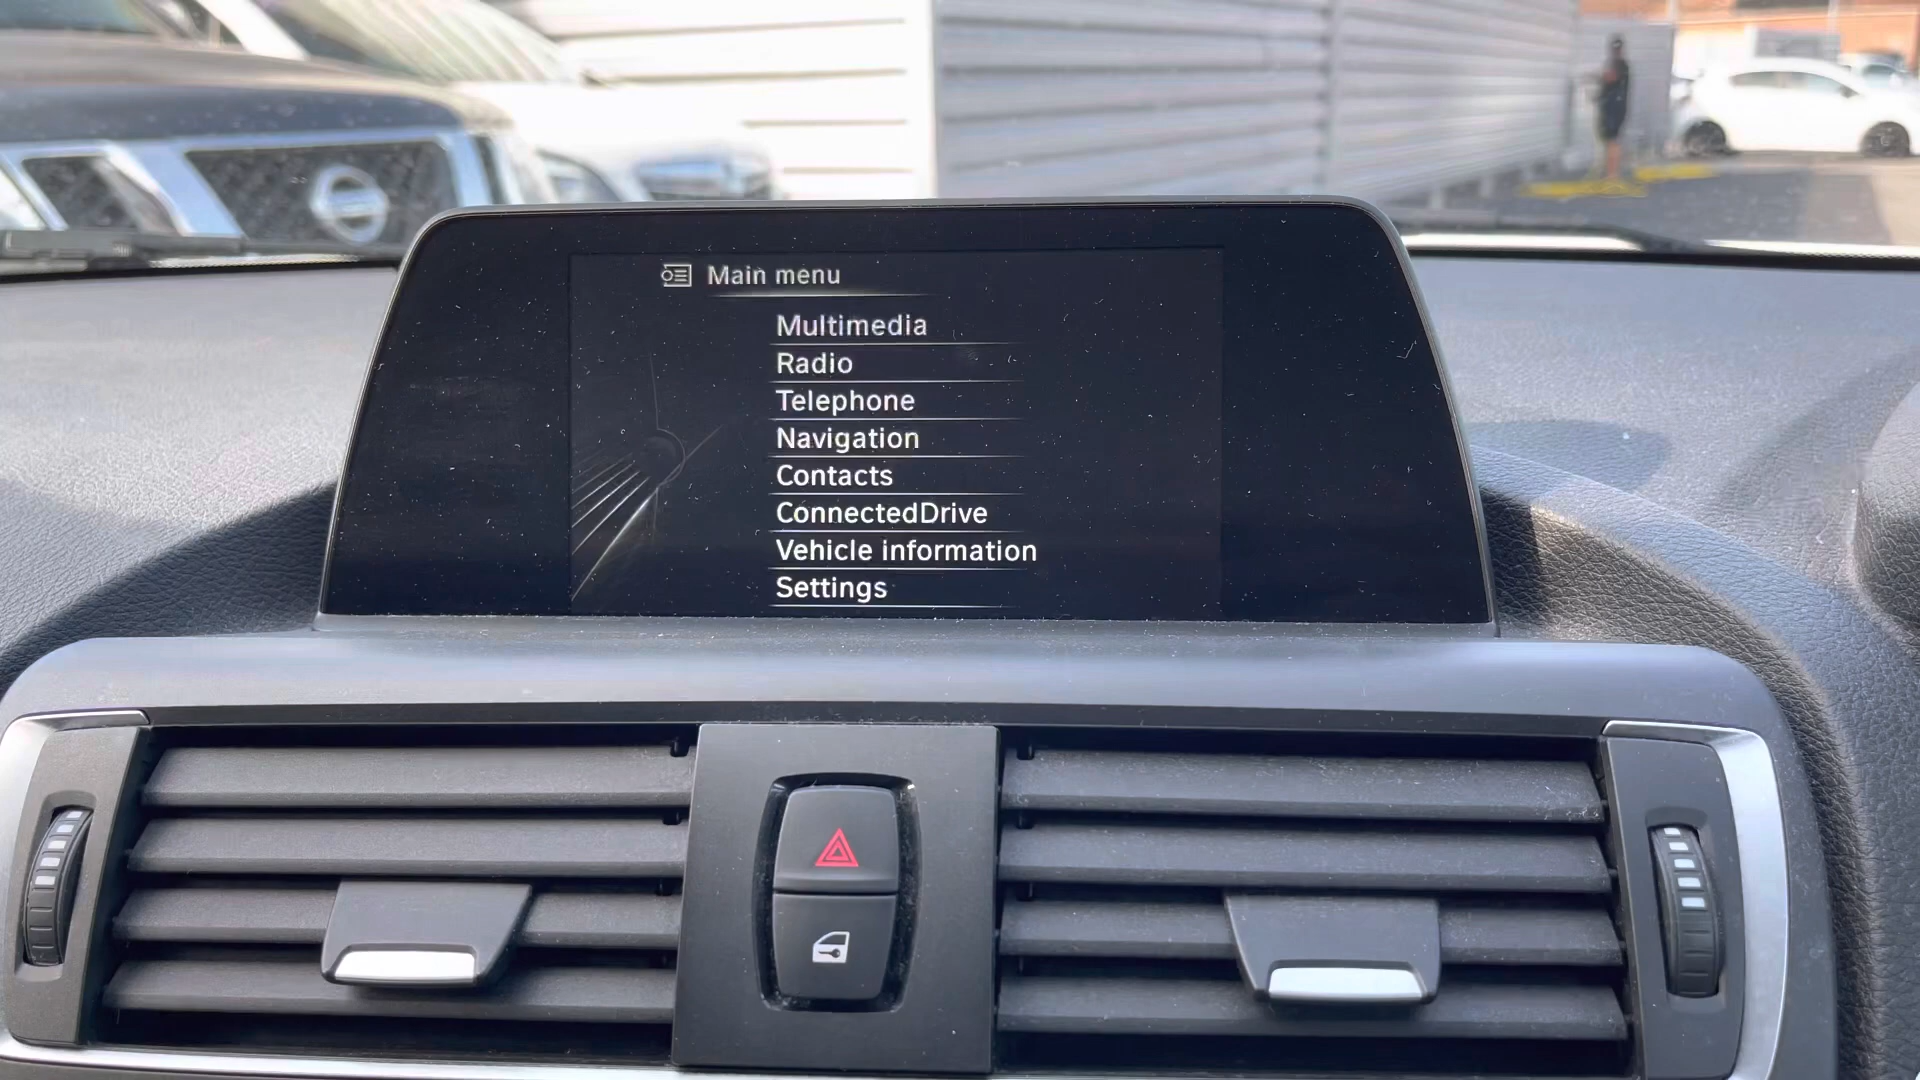 Main menu
Multimedia
Radio
Telephone
Navigation
Contacts
ConnectedDrive
Vehicle information
Settings